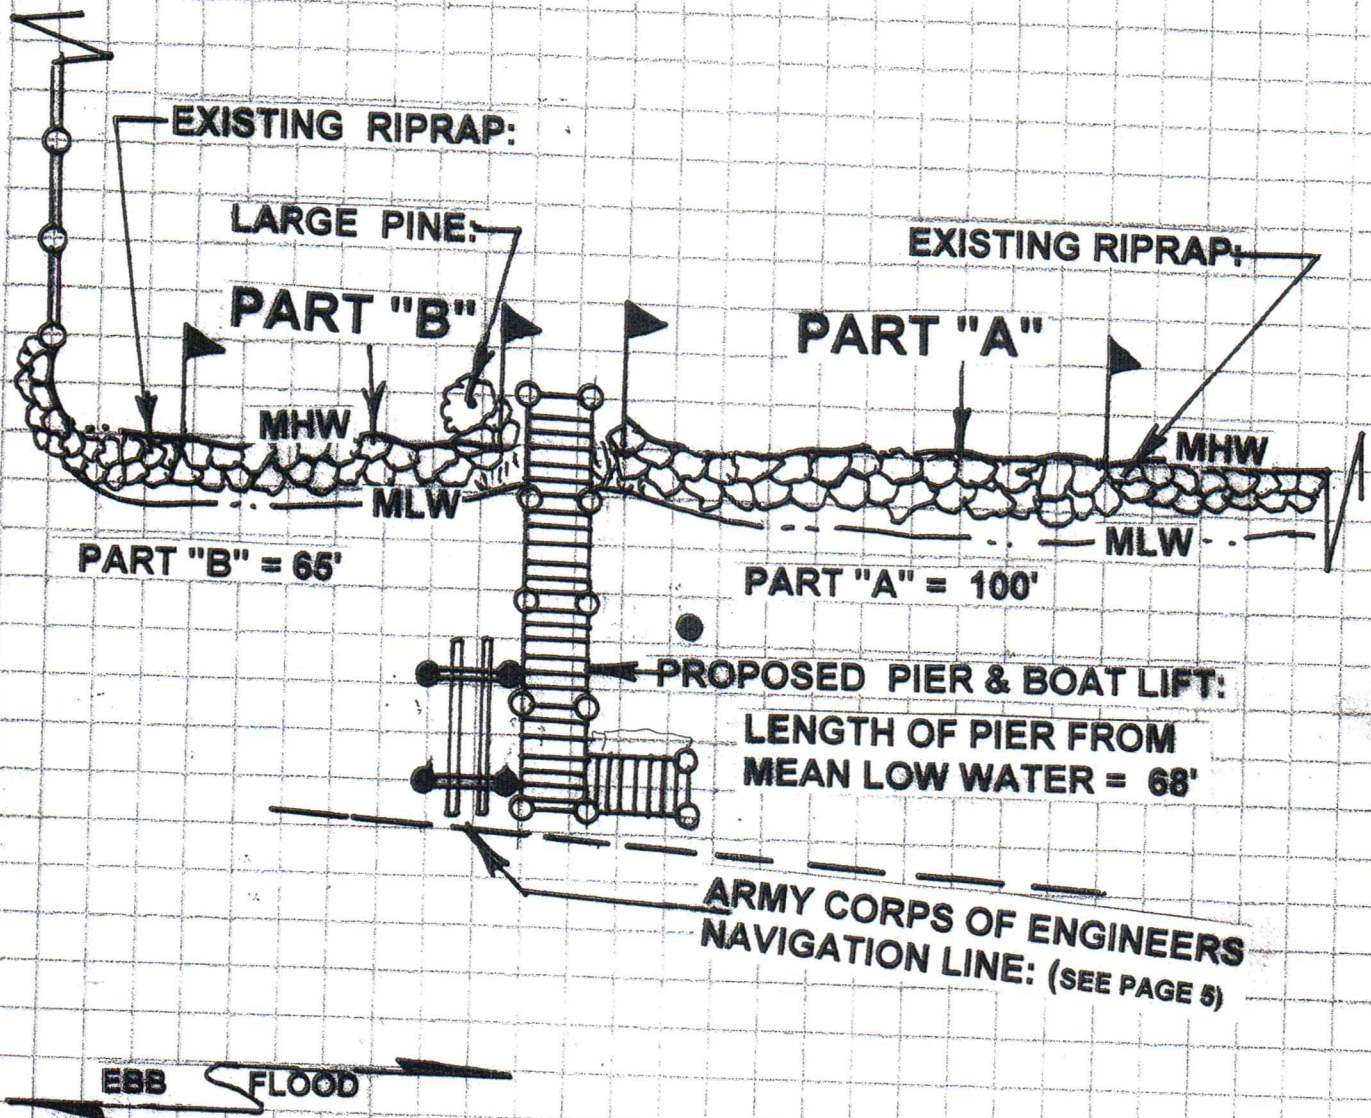 EXISTING RIPRAP:
LARGE PINE:
EXISTING RIPRAP:
PART "B"
PART "A"
MHW
MHW
MLW
MLW
PART "B" = 65'
PART "A" = 100'
PROPOSED PIER & BOAT LIFT:
LENGTH OF PIER FROM
MEAN LOW WATER = 68'
ARMY CORPS OF ENGINEERS
NAVIGATION LINE: (SEE PAGE 5)
EBB FLOOD